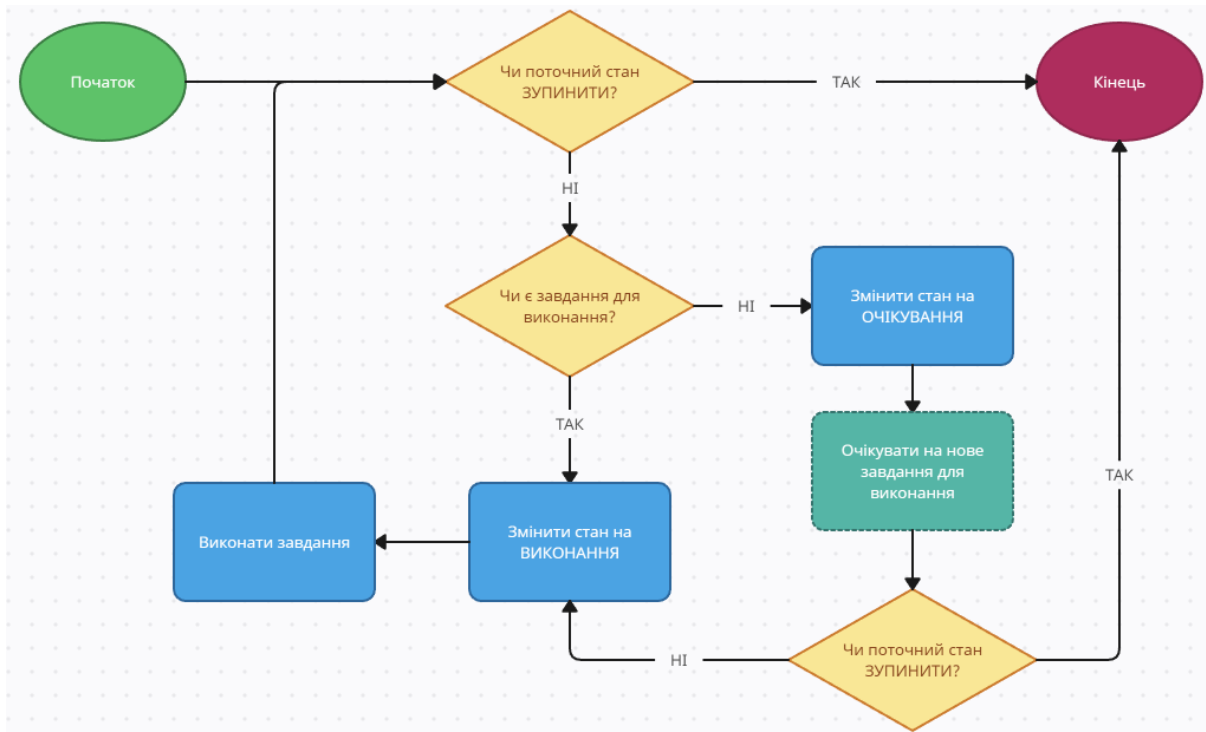 Початок
Чи поточний стан
ЗУПИНИТИ?
ТАК
Кінець
НІ
Чи є завдання для
виконання?
НІ
Змінити стан на
ОЧІКУВАННЯ
ТАК
Очікувати на нове
завдання для
виконання
ТАК
Виконати завдання
Змінити стан на
ВИКОНАННЯ
НІ
Чи поточний стан
ЗУПИНИТИ?